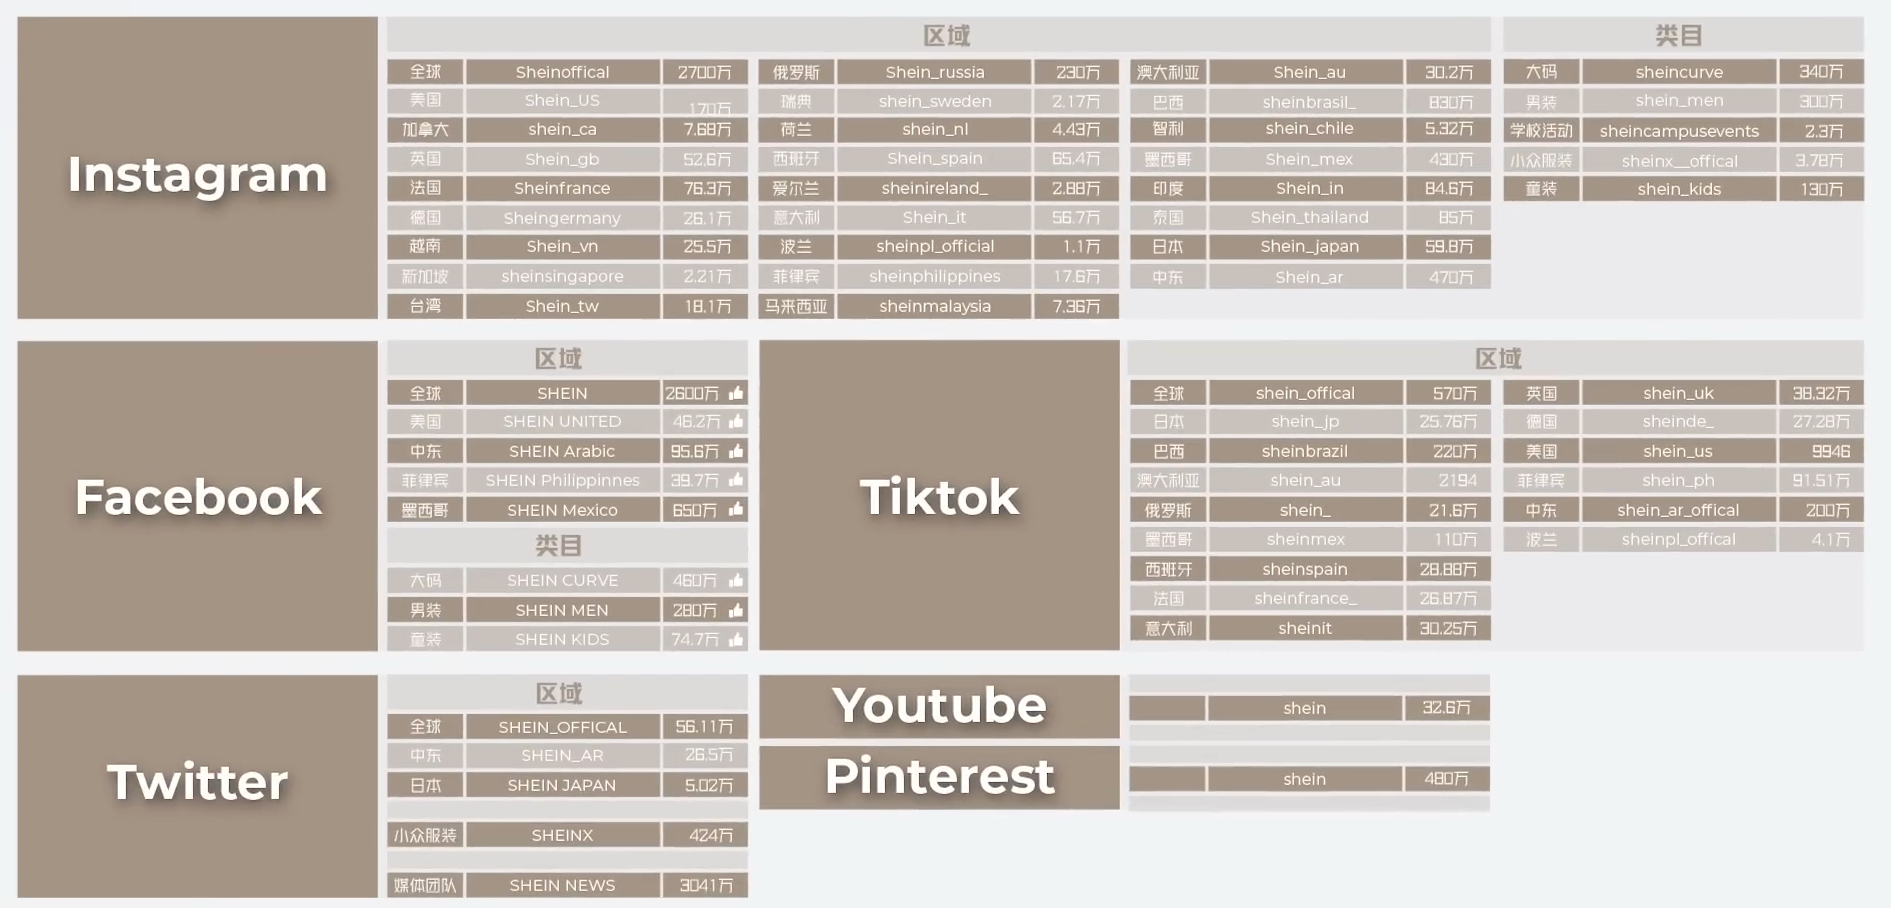 Instagram
区域
全球 Sheinoffical 2700万
美国 Shein_US 170万
加拿大 shein_ca 7.68万
英国 Shein_gb 52.6万
法国 Sheinfrance 76.3万
德国 Sheingermany 26.1万
越南 Shein_vn 25.5万
新加坡 sheinsingapore 2.21万
台湾 Shein_tw 18.1万
俄罗斯 Shein_russia 230万
瑞典 shein_sweden 2.17万
荷兰 shein_nl 4.43万
西班牙 Shein_spain 65.4万
爱尔兰 sheinireland_ 2.88万
意大利 Shein_it 56.7万
波兰 sheinpl_official 1.1万
菲律宾 sheinphilippines 17.6万
马来西亚 sheinmalaysia 7.36万
澳大利亚 Shein_au 30.2万
巴西 sheinbrasil_ 830万
智利 shein_chile 5.32万
墨西哥 Shein_mex 430万
印度 Shein_in 84.6万
泰国 Shein_thailand 85万
日本 Shein_japan 59.8万
中东 Shein_ar 470万
类目
大码 sheincurve 340万
男装 shein_men 300万
学校活动 sheincampusevents 2.3万
小众服装 sheinx__offical 3.78万
童装 shein_kids 130万
Facebook
区域
全球 SHEIN 2600万
美国 SHEIN UNITED 46.2万
中东 SHEIN Arabic 95.6万
菲律宾 SHEIN Philippinnes 39.7万
墨西哥 SHEIN Mexico 650万
类目
大码 SHEIN CURVE 460万
男装 SHEIN MEN 280万
童装 SHEIN KIDS 74.7万
Tiktok
区域
全球 shein_offical 570万
日本 shein_jp 25.76万
巴西 sheinbrazil 220万
澳大利亚 shein_au 2194
俄罗斯 shein_ 21.6万
墨西哥 sheinmex 110万
西班牙 sheinspain 28.88万
法国 sheinfrance_ 26.87万
意大利 sheinit 30.25万
英国 shein_uk 38.32万
德国 sheinde_ 27.28万
美国 shein_us 9946
菲律宾 shein_ph 91.51万
中东 shein_ar_offical 200万
波兰 sheinpl_offical 4.1万
Twitter
区域
全球 SHEIN_OFFICAL 56.11万
中东 SHEIN_AR 26.5万
日本 SHEIN JAPAN 5.02万
小众服装 SHEINX 424万
媒体团队 SHEIN NEWS 3041万
Youtube
shein 32.6万
Pinterest
shein 480万